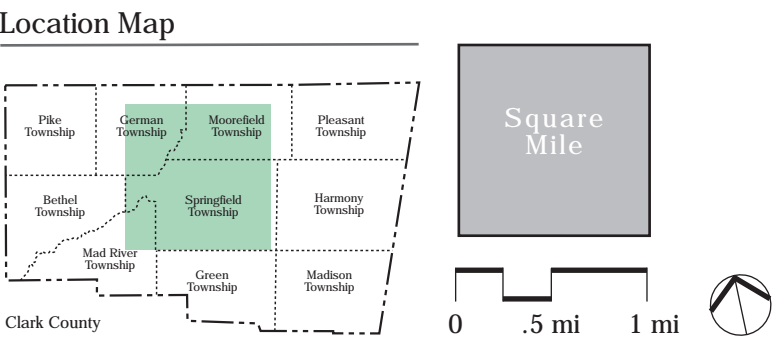 Location Map
Pike
Township
German
Township
Moorefield
Township
Pleasant
Township
Bethel
Township
Springfield
Township
Harmony
Township
Mad River
Township
Green
Township
Madison
Township
Clark County
Square
Mile
0 .5 mi 1 mi